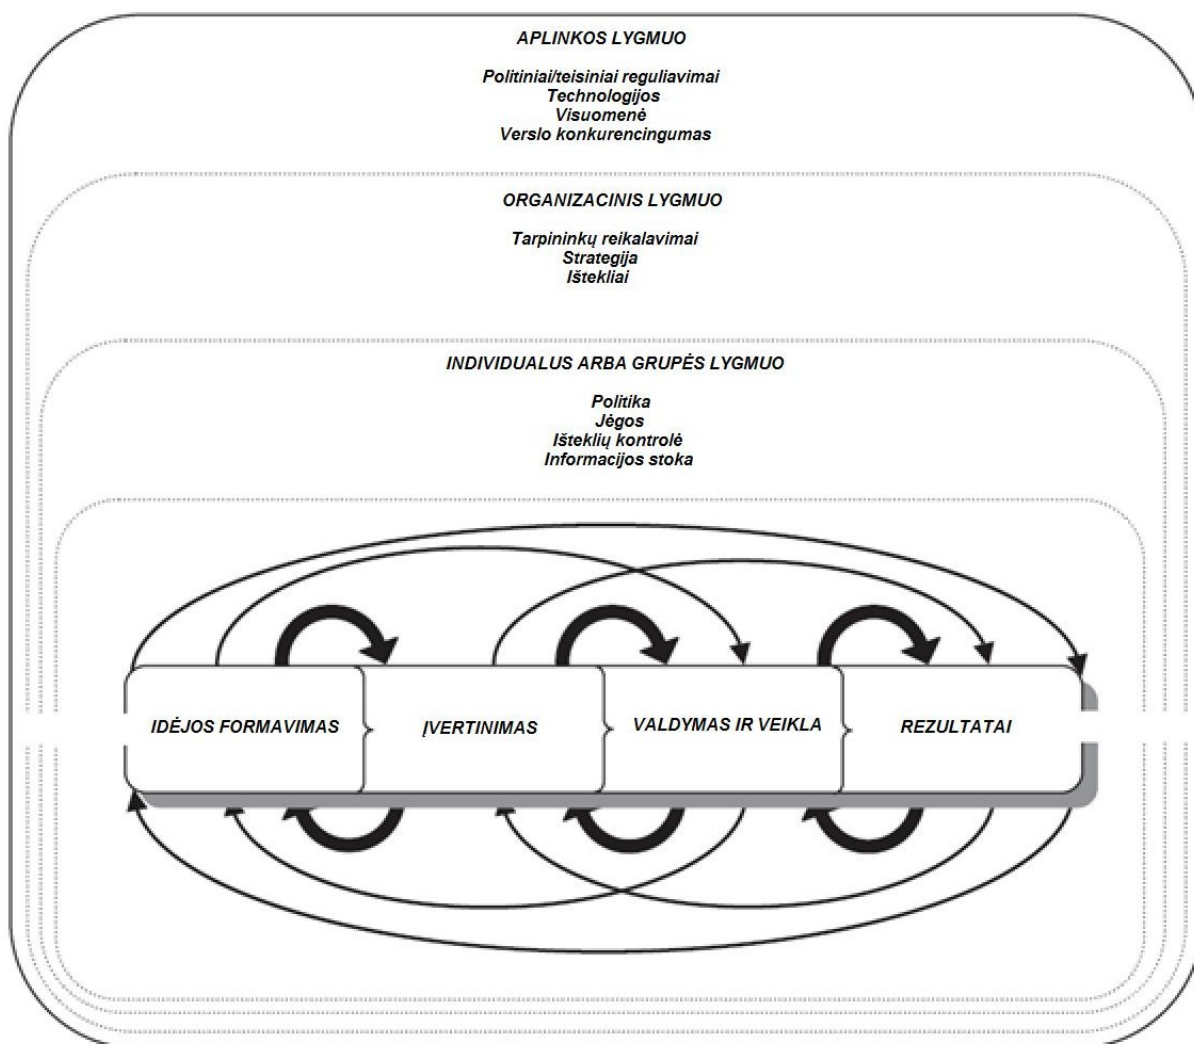 APLINKOS LYGMUO
Politiniai/teisiniai reguliavimai
Technologijos
Visuomenė
Verslo konkurencingumas
ORGANIZACINIS LYGMUO
Tarpininkų reikalavimai
Strategija
Ištekliai
INDIVIDUALUS ARBA GRUPĖS LYGMUO
Politika
Jėgos
Išteklių kontrolė
Informacijos stoka
IDĖJOS FORMAVIMAS
ĮVERTINIMAS
VALDYMAS IR VEIKLA
REZULTATAI